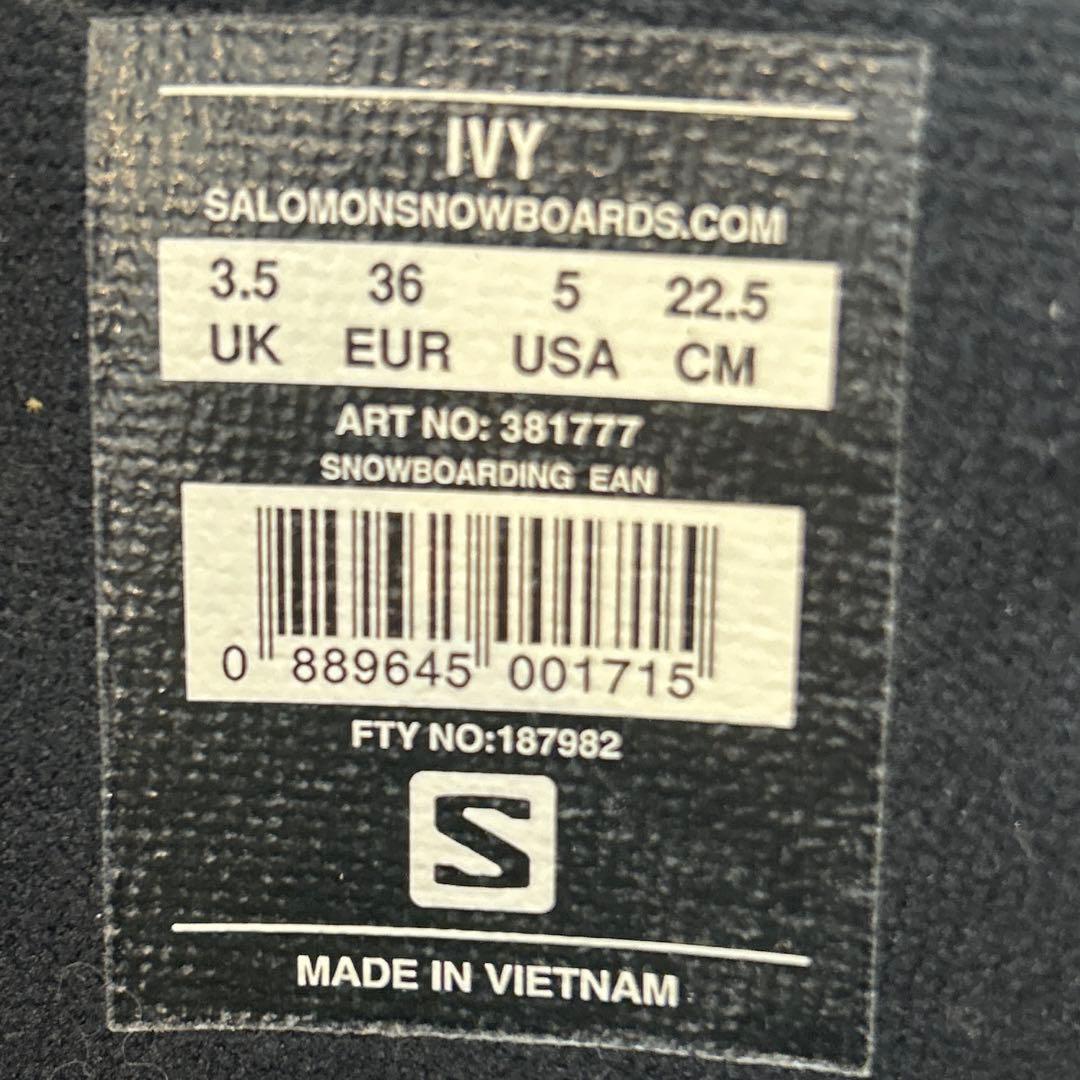 IVY
SALOMONSNOWBOARDS.COM
3.5 36 5 22.5
UK EUR USA CM
ART NO: 381777
SNOWBOARDING EAN
0 889645 001715
FTY NO:187982
S
MADE IN VIETNAM